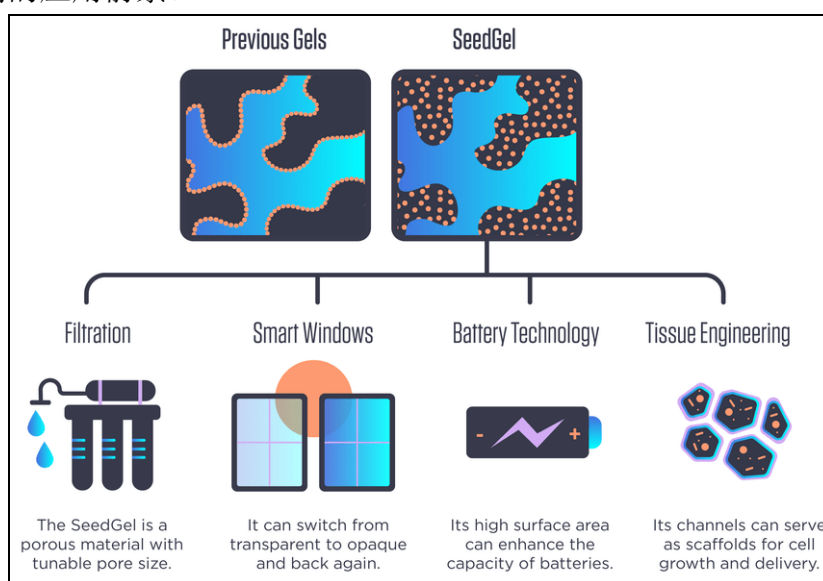 Previous Gels
SeedGel
Filtration
Smart Windows
Battery Technology
Tissue Engineering
The SeedGel is a
porous material with
tunable pore size.
It can switch from
transparent to opaque
and back again.
Its high surface area
can enhance the
capacity of batteries.
Its channels can serve
as scaffolds for cell
growth and delivery.